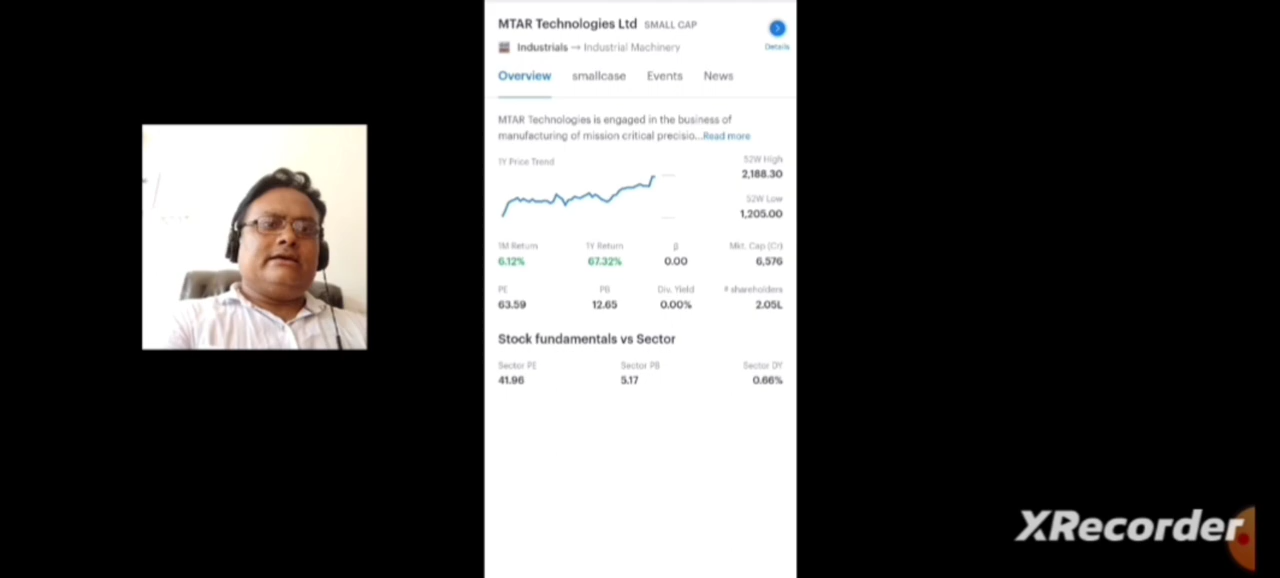 MTAR Technologies Ltd SMALL CAP
Industrials → Industrial Machinery
Details
Overview smallcase Events News
MTAR Technologies is engaged in the business of
manufacturing of mission critical precisio...Read more
1Y Price Trend
52W High
2,188.30
52W Low
1,205.00
1M Return 1Y Return β Mkt. Cap (Cr)
6.12% 67.32% 0.00 6,576
PE PB Div. Yield # shareholders
63.59 12.65 0.00% 2.05L
Stock fundamentals vs Sector
Sector PE Sector PB Sector DY
41.96 5.17 0.66%
XRecorder